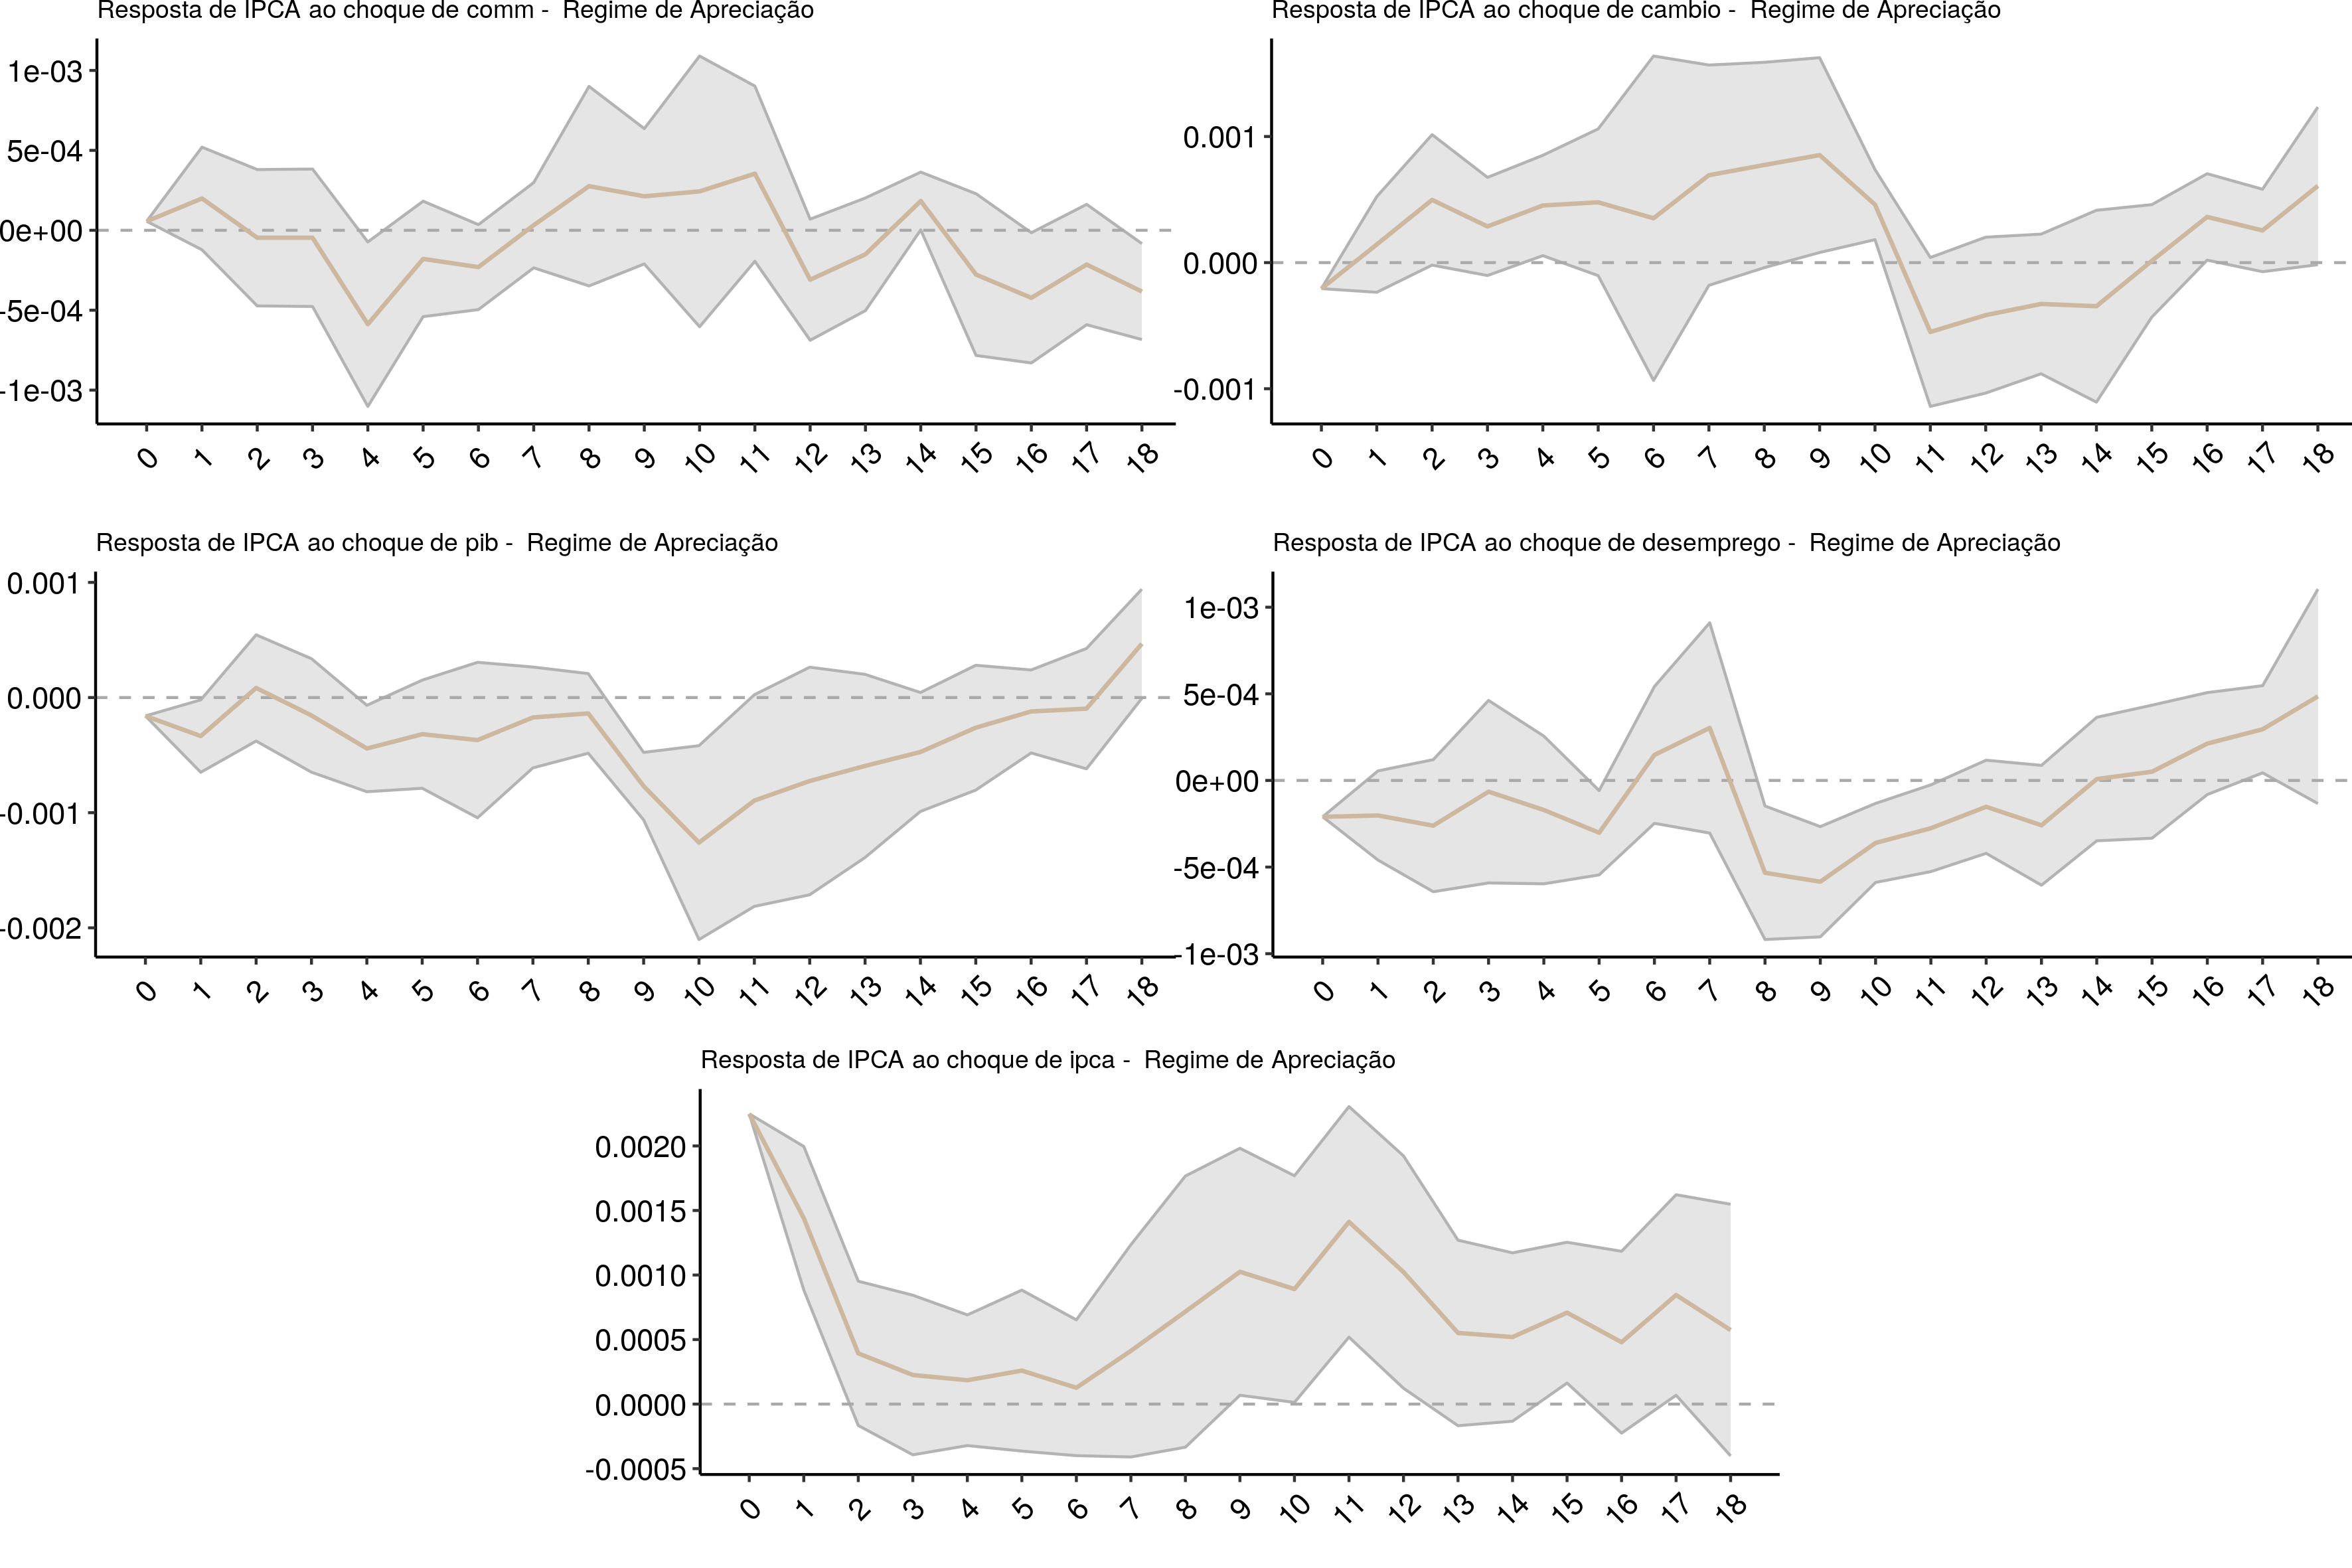 Resposta de IPCA ao choque de comm -  Regime de Apreciação
1e-03
5e-04
0e+00
-5e-04
-1e-03
0 1 2 3 4 5 6 7 8 9 10 11 12 13 14 15 16 17 18
Resposta de IPCA ao choque de cambio -  Regime de Apreciação
0.001
0.000
-0.001
0 1 2 3 4 5 6 7 8 9 10 11 12 13 14 15 16 17 18
Resposta de IPCA ao choque de pib -  Regime de Apreciação
0.001
0.000
-0.001
-0.002
0 1 2 3 4 5 6 7 8 9 10 11 12 13 14 15 16 17 18
Resposta de IPCA ao choque de desemprego -  Regime de Apreciação
1e-03
5e-04
0e+00
-5e-04
-1e-03
0 1 2 3 4 5 6 7 8 9 10 11 12 13 14 15 16 17 18
Resposta de IPCA ao choque de ipca -  Regime de Apreciação
0.0020
0.0015
0.0010
0.0005
0.0000
-0.0005
0 1 2 3 4 5 6 7 8 9 10 11 12 13 14 15 16 17 18